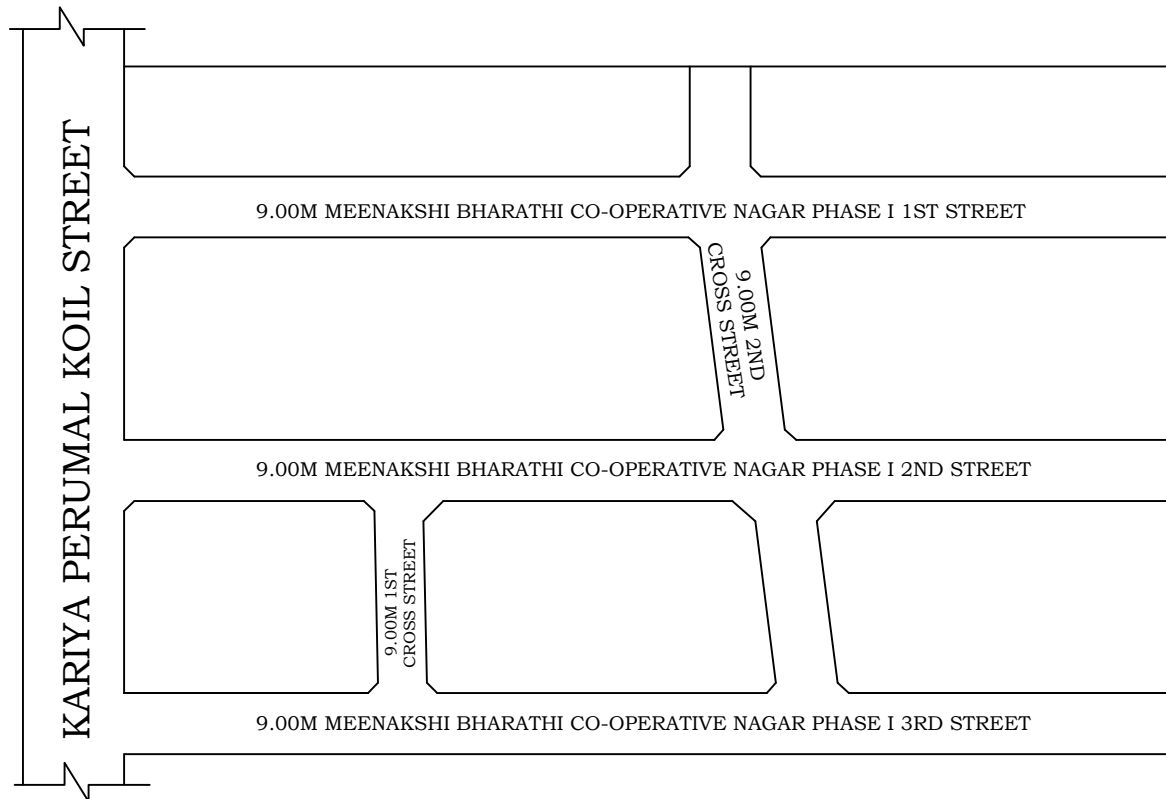 KARIYA PERUMAL KOIL STREET
9.00M MEENAKSHI BHARATHI CO-OPERATIVE NAGAR PHASE I 1ST STREET
9.00M 2ND
CROSS STREET
9.00M MEENAKSHI BHARATHI CO-OPERATIVE NAGAR PHASE I 2ND STREET
9.00M 1ST
CROSS STREET
9.00M MEENAKSHI BHARATHI CO-OPERATIVE NAGAR PHASE I 3RD STREET